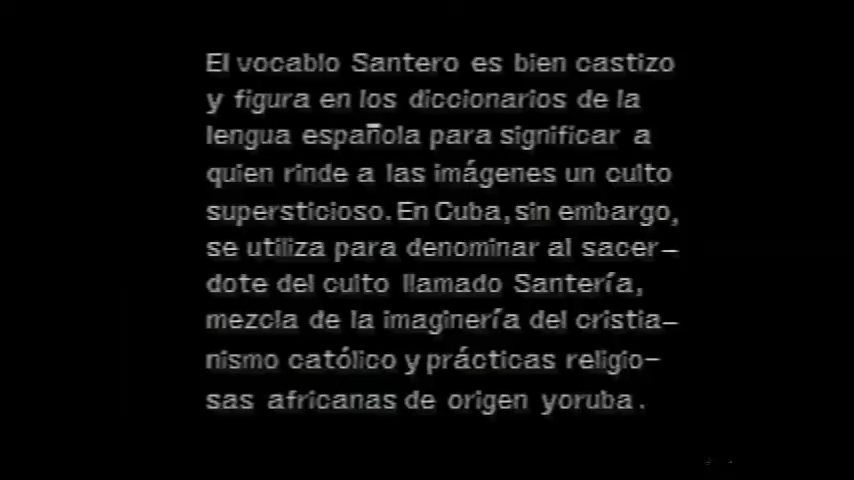 El vocablo Santero es bien castizo
y figura en los diccionarios de la
lengua española para significar a
quien rinde a las imágenes un culto
supersticioso. En Cuba, sin embargo,
se utiliza para denominar al sacer-
dote del culto llamado Santería,
mezcla de la imaginería del cristia-
nismo católico y prácticas religio-
sas africanas de origen yoruba.